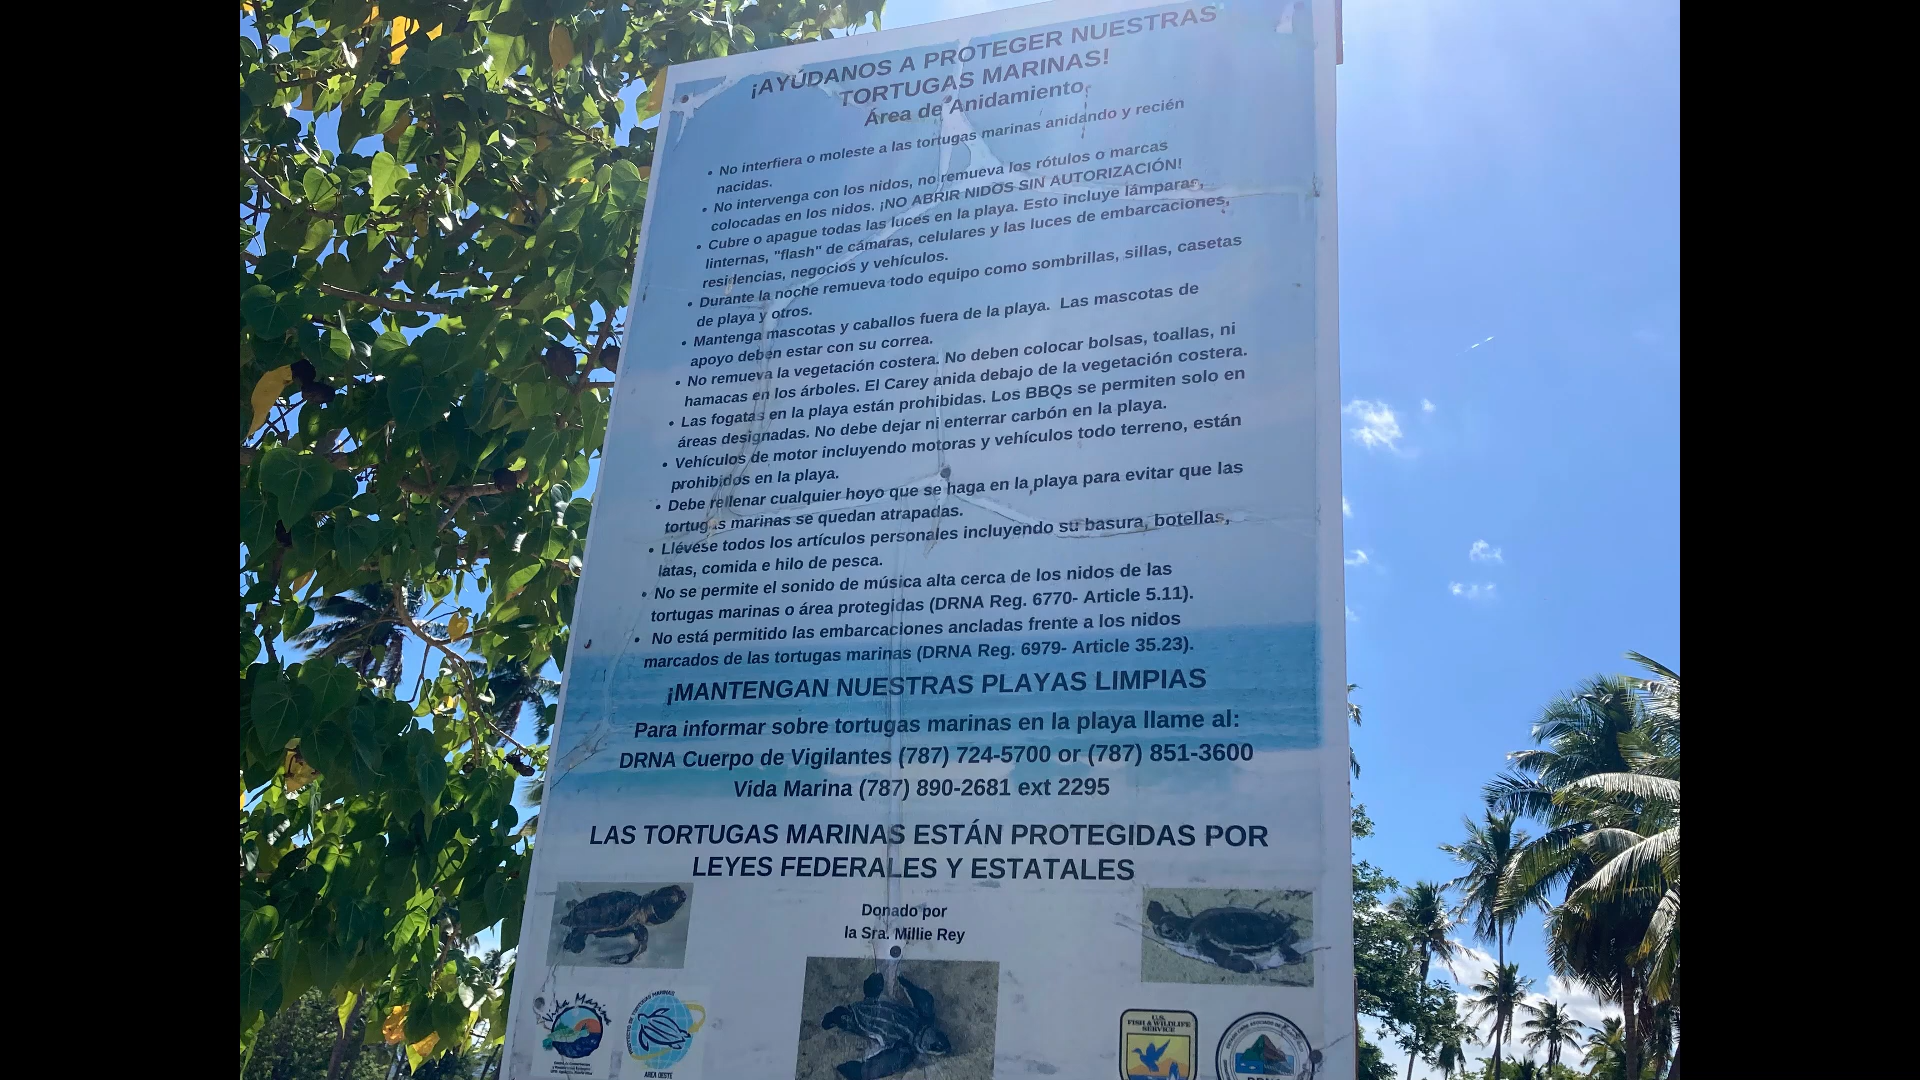 ¡AYÚDANOS A PROTEGER NUESTRAS
TORTUGAS MARINAS!
Área de Anidamiento
• No interfiera o moleste a las tortugas marinas anidando y recién
nacidas.
• No intervenga con los nidos, no remueva los rótulos o marcas
colocadas en los nidos. ¡NO ABRIR NIDOS SIN AUTORIZACIÓN!
• Cubre o apague todas las luces en la playa. Esto incluye lámparas,
linternas, "flash" de cámaras, celulares y las luces de embarcaciones,
residencias, negocios y vehículos.
• Durante la noche remueva todo equipo como sombrillas, sillas, casetas
de playa y otros.
• Mantenga mascotas y caballos fuera de la playa. Las mascotas de
apoyo deben estar con su correa.
• No remueva la vegetación costera. No deben colocar bolsas, toallas, ni
hamacas en los árboles. El Carey anida debajo de la vegetación costera.
• Las fogatas en la playa están prohibidas. Los BBQs se permiten solo en
áreas designadas. No debe dejar ni enterrar carbón en la playa.
• Vehículos de motor incluyendo motoras y vehículos todo terreno, están
prohibidos en la playa.
• Debe rellenar cualquier hoyo que se haga en la playa para evitar que las
tortugas marinas se quedan atrapadas.
• Llévese todos los artículos personales incluyendo su basura, botellas,
latas, comida e hilo de pesca.
• No se permite el sonido de música alta cerca de los nidos de las
tortugas marinas o área protegidas (DRNA Reg. 6770- Article 5.11).
• No está permitido las embarcaciones ancladas frente a los nidos
marcados de las tortugas marinas (DRNA Reg. 6979- Article 35.23).
¡MANTENGAN NUESTRAS PLAYAS LIMPIAS
Para informar sobre tortugas marinas en la playa llame al:
DRNA Cuerpo de Vigilantes (787) 724-5700 or (787) 851-3600
Vida Marina (787) 890-2681 ext 2295
LAS TORTUGAS MARINAS ESTÁN PROTEGIDAS POR
LEYES FEDERALES Y ESTATALES
Donado por
la Sra. Millie Rey
Vida Marina
PROYECTO DE TORTUGAS MARINAS
AREA OESTE
U.S.
FISH & WILDLIFE
SERVICE
DRNA